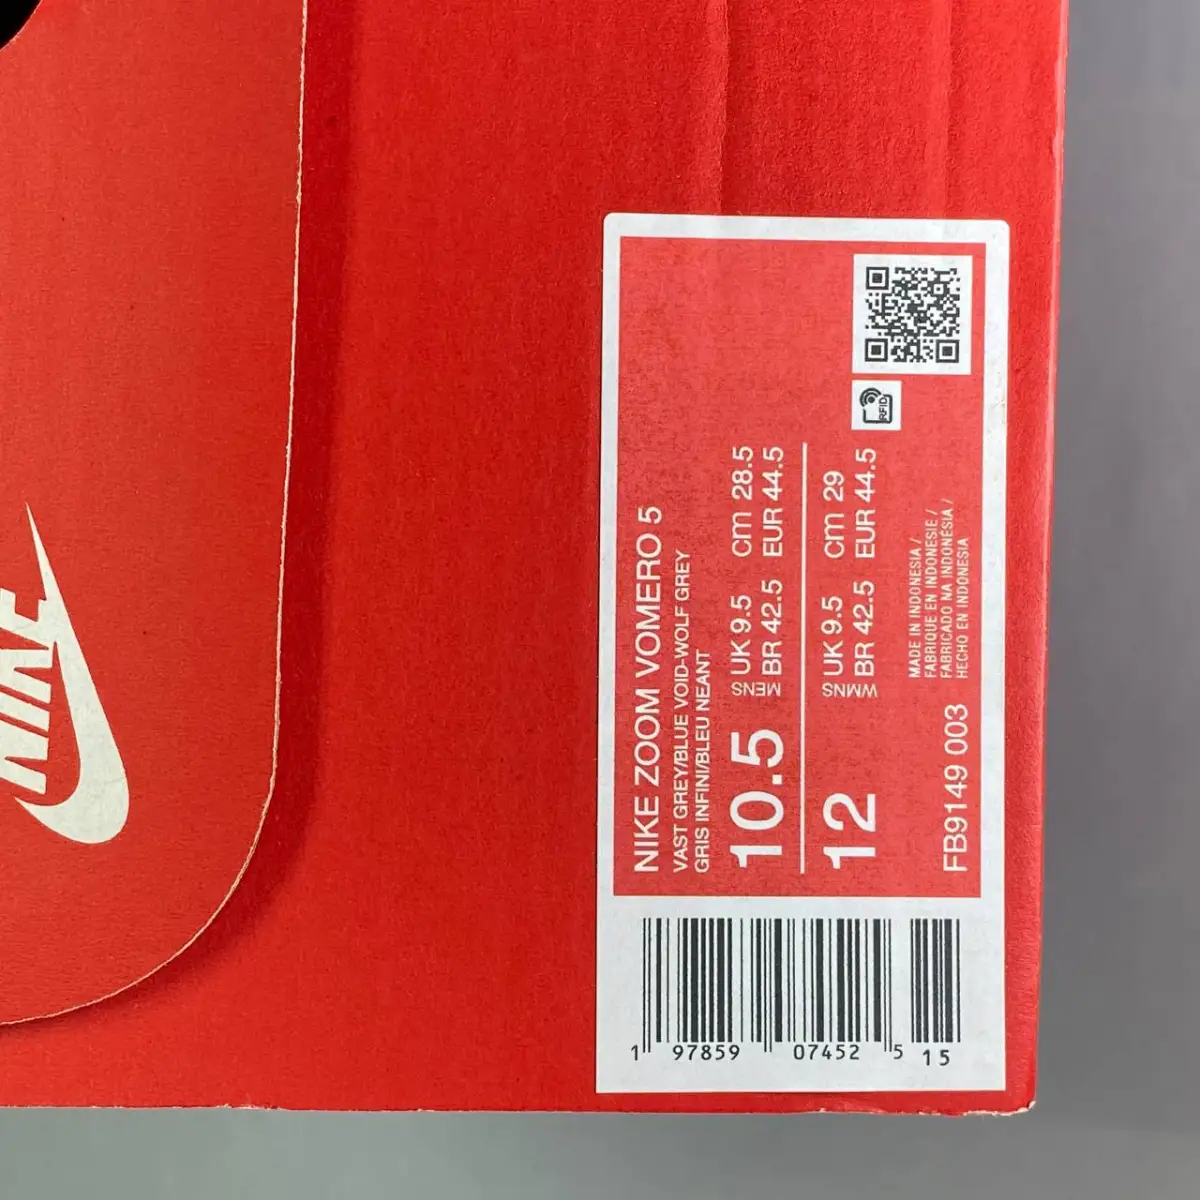 NIKE
NIKE ZOOM VOMERO 5
VAST GREY/BLUE VOID-WOLF GREY
GRIS INFINI/BLEU NEANT
10.5 MENS UK 9.5 cm 28.5
BR 42.5 EUR 44.5
12 WMNS UK 9.5 cm 29
BR 42.5 EUR 44.5
RFID
MADE IN INDONESIA /
FABRIQUE EN INDONESIE /
FABRICADO NA INDONÉSIA /
HECHO EN INDONESIA
FB9149 003
1 97859 07452 5 15